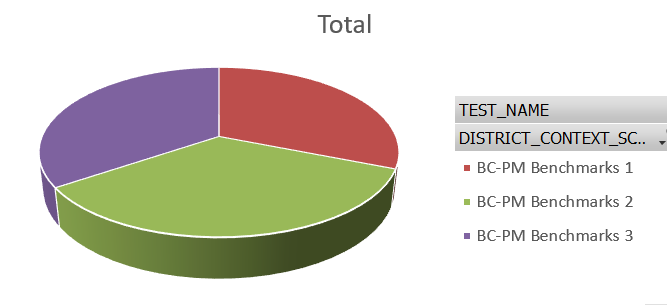 Total
TEST_NAME
DISTRICT_CONTEXT_SC...
BC-PM Benchmarks 1
BC-PM Benchmarks 2
BC-PM Benchmarks 3